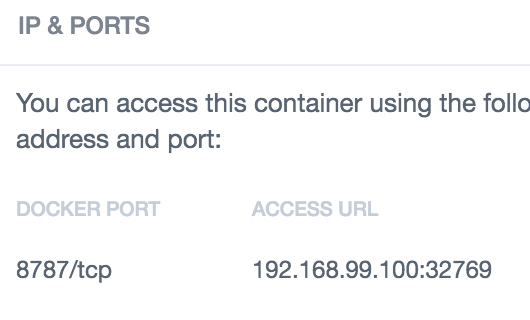 IP & PORTS
You can access this container using the follo
address and port:
DOCKER PORT ACCESS URL
8787/tcp 192.168.99.100:32769